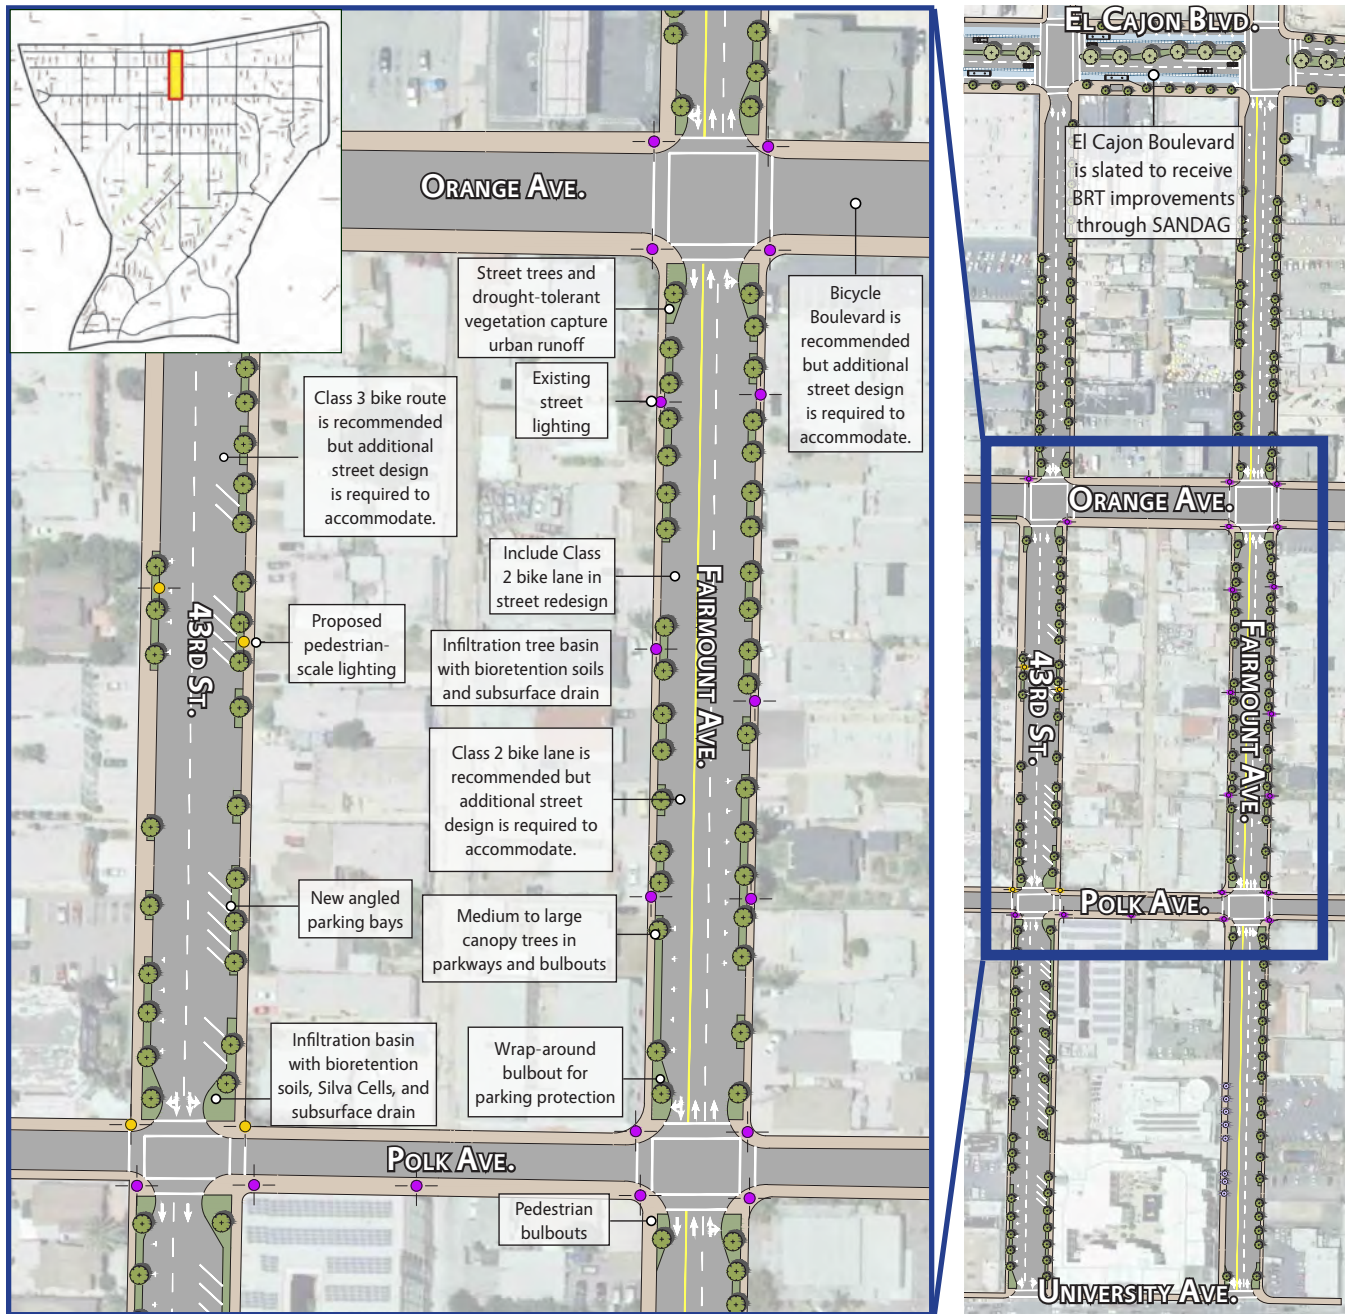 ORANGE AVE.
Street trees and
drought-tolerant
vegetation capture
urban runoff
Existing
street
lighting
Bicycle
Boulevard is
recommended
but additional
street design
is required to
accommodate.
Class 3 bike route
is recommended
but additional
street design
is required to
accommodate.
Include Class
2 bike lane in
street redesign
43RD ST.
Proposed
pedestrian-
scale lighting
FAIRMOUNT AVE.
Infiltration tree basin
with bioretention soils
and subsurface drain
Class 2 bike lane is
recommended but
additional street
design is required to
accommodate.
New angled
parking bays
Medium to large
canopy trees in
parkways and bulbouts
Infiltration basin
with bioretention
soils, Silva Cells, and
subsurface drain
Wrap-around
bulbout for
parking protection
POLK AVE.
Pedestrian
bulbouts
EL CAJON BLVD.
El Cajon Boulevard
is slated to receive
BRT improvements
through SANDAG
ORANGE AVE.
43RD ST.
FAIRMOUNT AVE.
POLK AVE.
UNIVERSITY AVE.